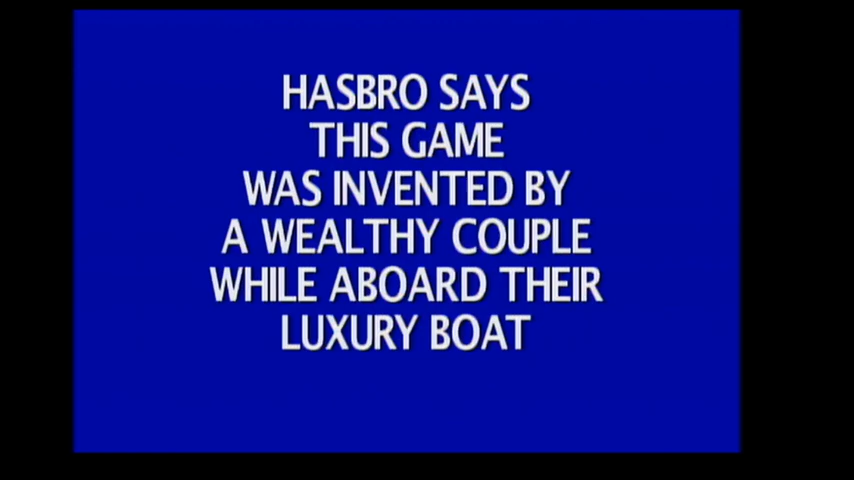 HASBRO SAYS
THIS GAME
WAS INVENTED BY
A WEALTHY COUPLE
WHILE ABOARD THEIR
LUXURY BOAT